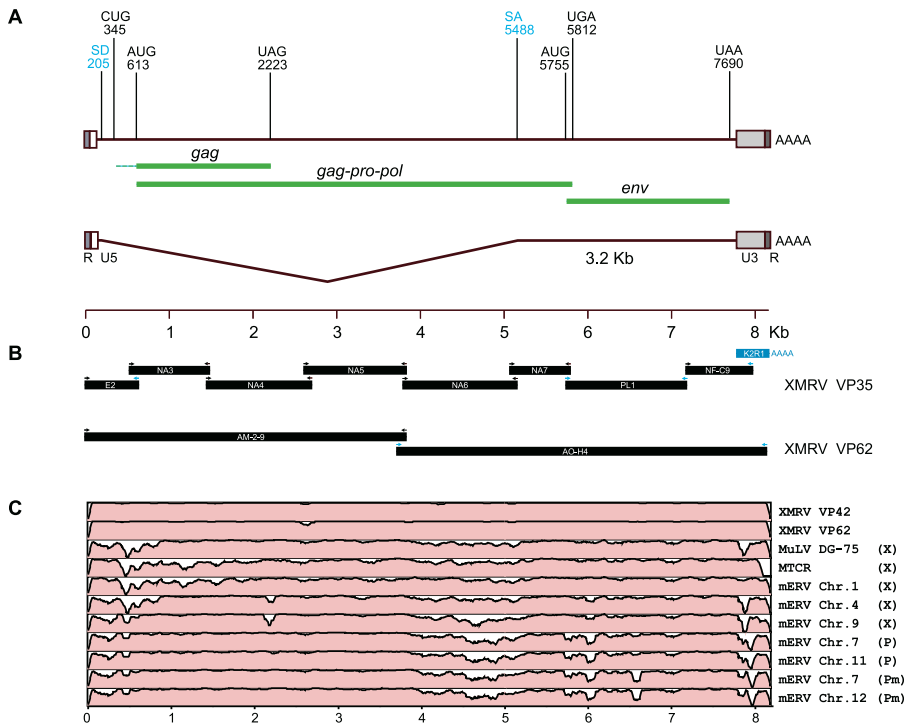 A
CUG
345
SD
205
AUG
613
UAG
2223
SA
5488
UGA
5812
AUG
5755
UAA
7690
AAAA
gag
gag-pro-pol
env
AAAA
R U5
3.2 Kb
U3 R
0 1 2 3 4 5 6 7 8 Kb
B
K2R1 AAAA
NA3 NA5 NA7 NF-C9
E2 NA4 NA6 PL1
XMRV VP35
AM-2-9
AO-H4
XMRV VP62
C
XMRV VP42
XMRV VP62
MuLV DG-75 (X)
MTCR (X)
mERV Chr.1 (X)
mERV Chr.4 (X)
mERV Chr.9 (X)
mERV Chr.7 (P)
mERV Chr.11 (P)
mERV Chr.7 (Pm)
mERV Chr.12 (Pm)
0 1 2 3 4 5 6 7 8